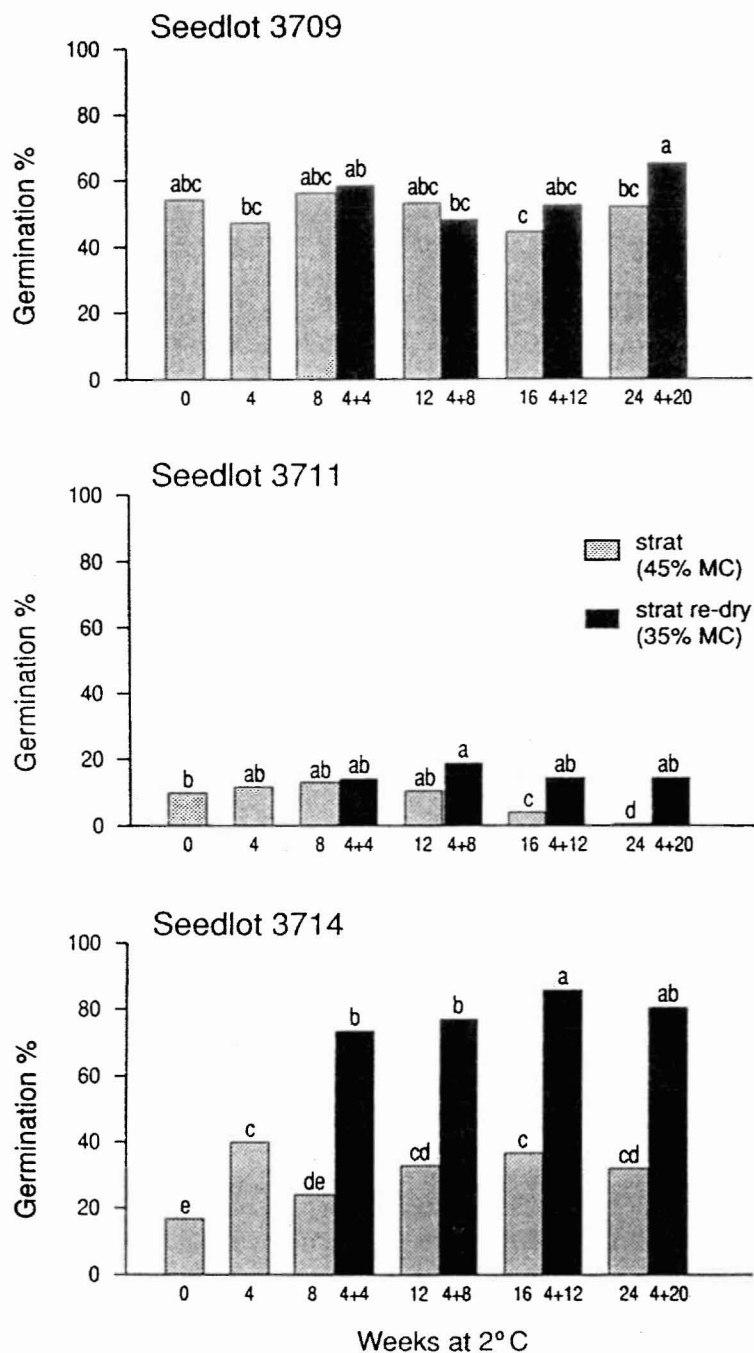 Seedlot 3709
100
80
60
40
20
0
Germination %
abc
bc
abc
ab
abc
bc
c
abc
bc
a
0 4 8 4+4 12 4+8 16 4+12 24 4+20
Seedlot 3711
100
80
60
40
20
0
Germination %
strat
(45% MC)
strat re-dry
(35% MC)
b
ab
ab
ab
ab
a
c
ab
d
ab
0 4 8 4+4 12 4+8 16 4+12 24 4+20
Seedlot 3714
100
80
60
40
20
0
Germination %
e
c
de
b
cd
b
c
a
cd
ab
0 4 8 4+4 12 4+8 16 4+12 24 4+20
Weeks at 2° C